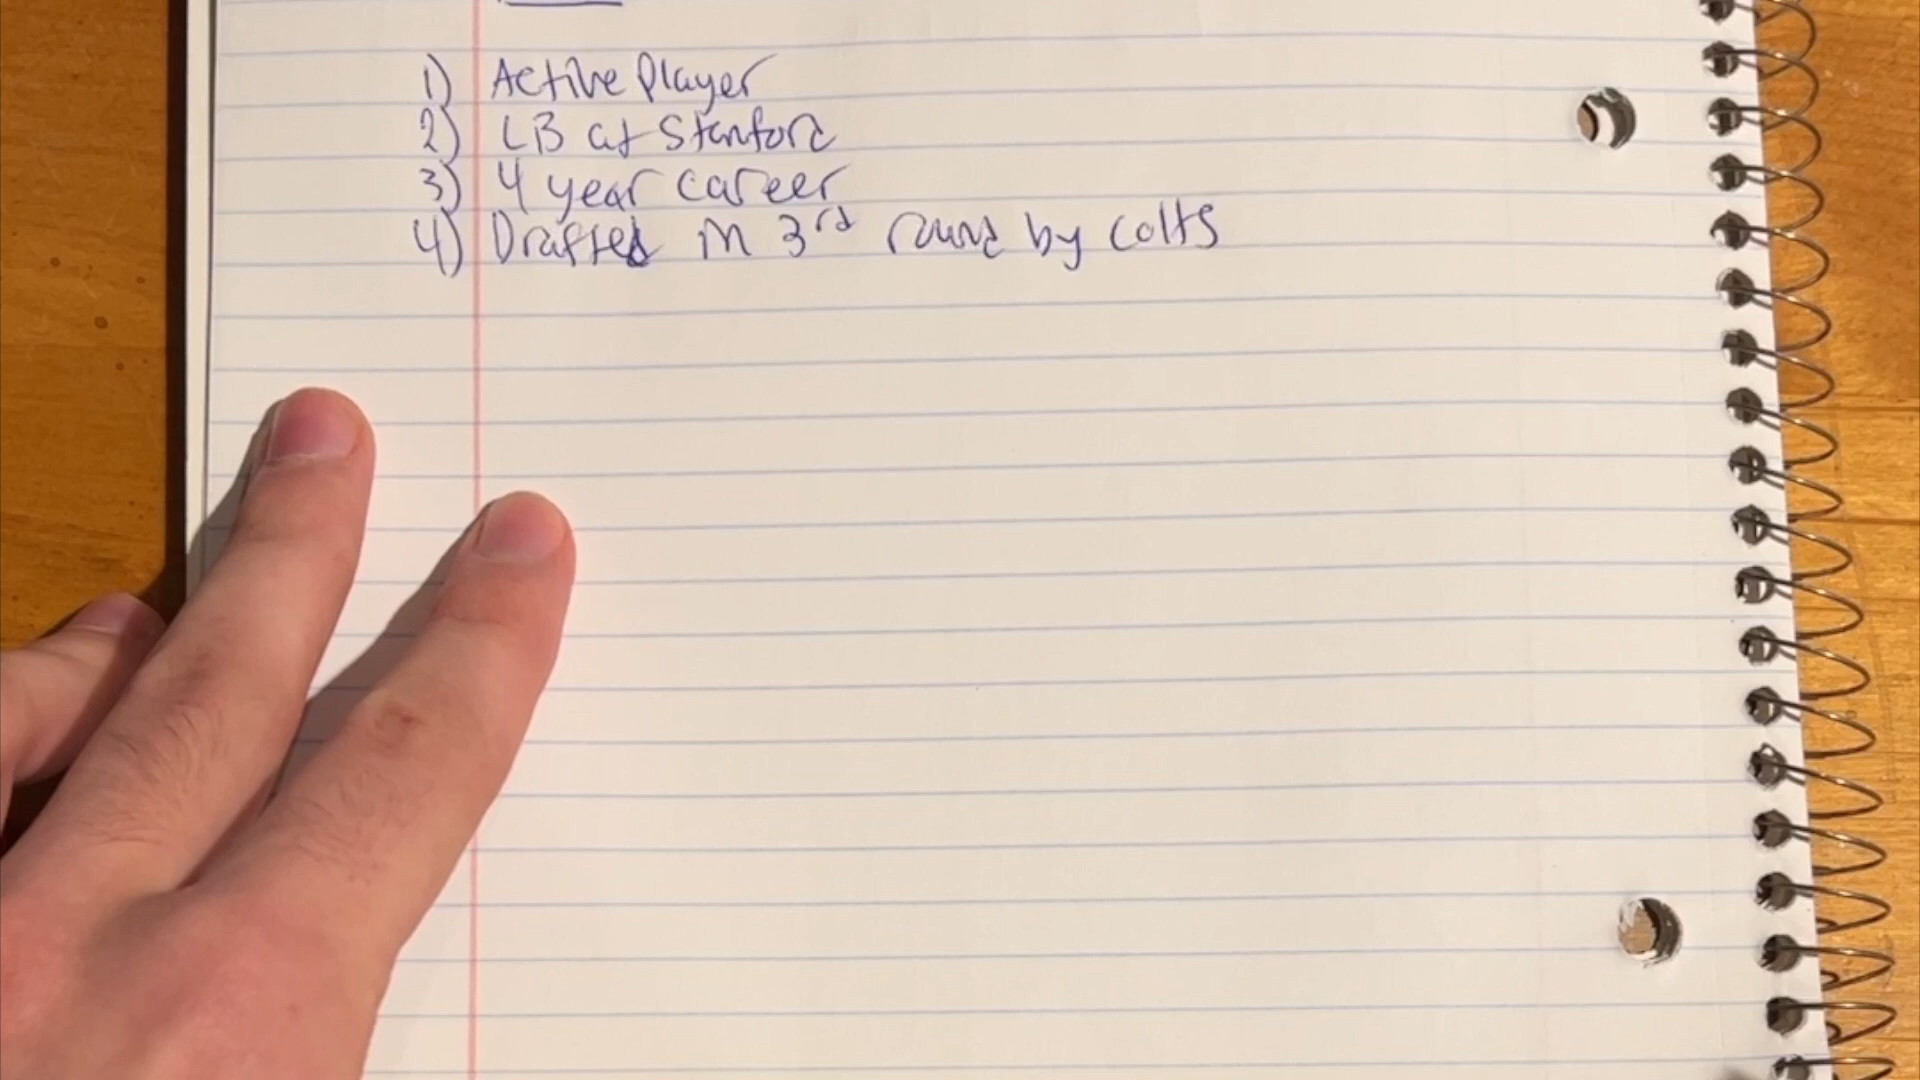 1) Active Player
2) LB at Stanford
3) 4 year career
4) Drafted in 3rd round by Colts